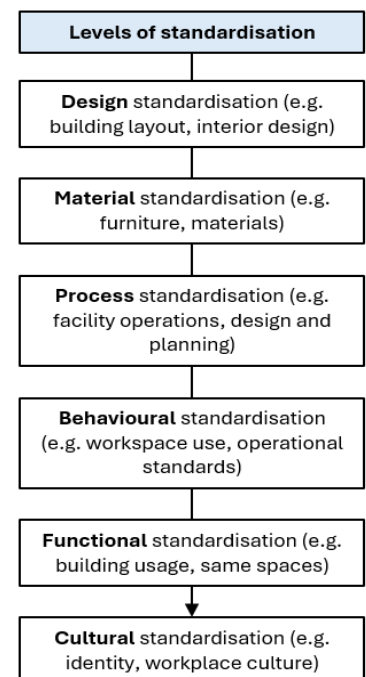 Levels of standardisation
Design standardisation (e.g.
building layout, interior design)
Material standardisation (e.g.
furniture, materials)
Process standardisation (e.g.
facility operations, design and
planning)
Behavioural standardisation
(e.g. workspace use, operational
standards)
Functional standardisation (e.g.
building usage, same spaces)
Cultural standardisation (e.g.
identity, workplace culture)